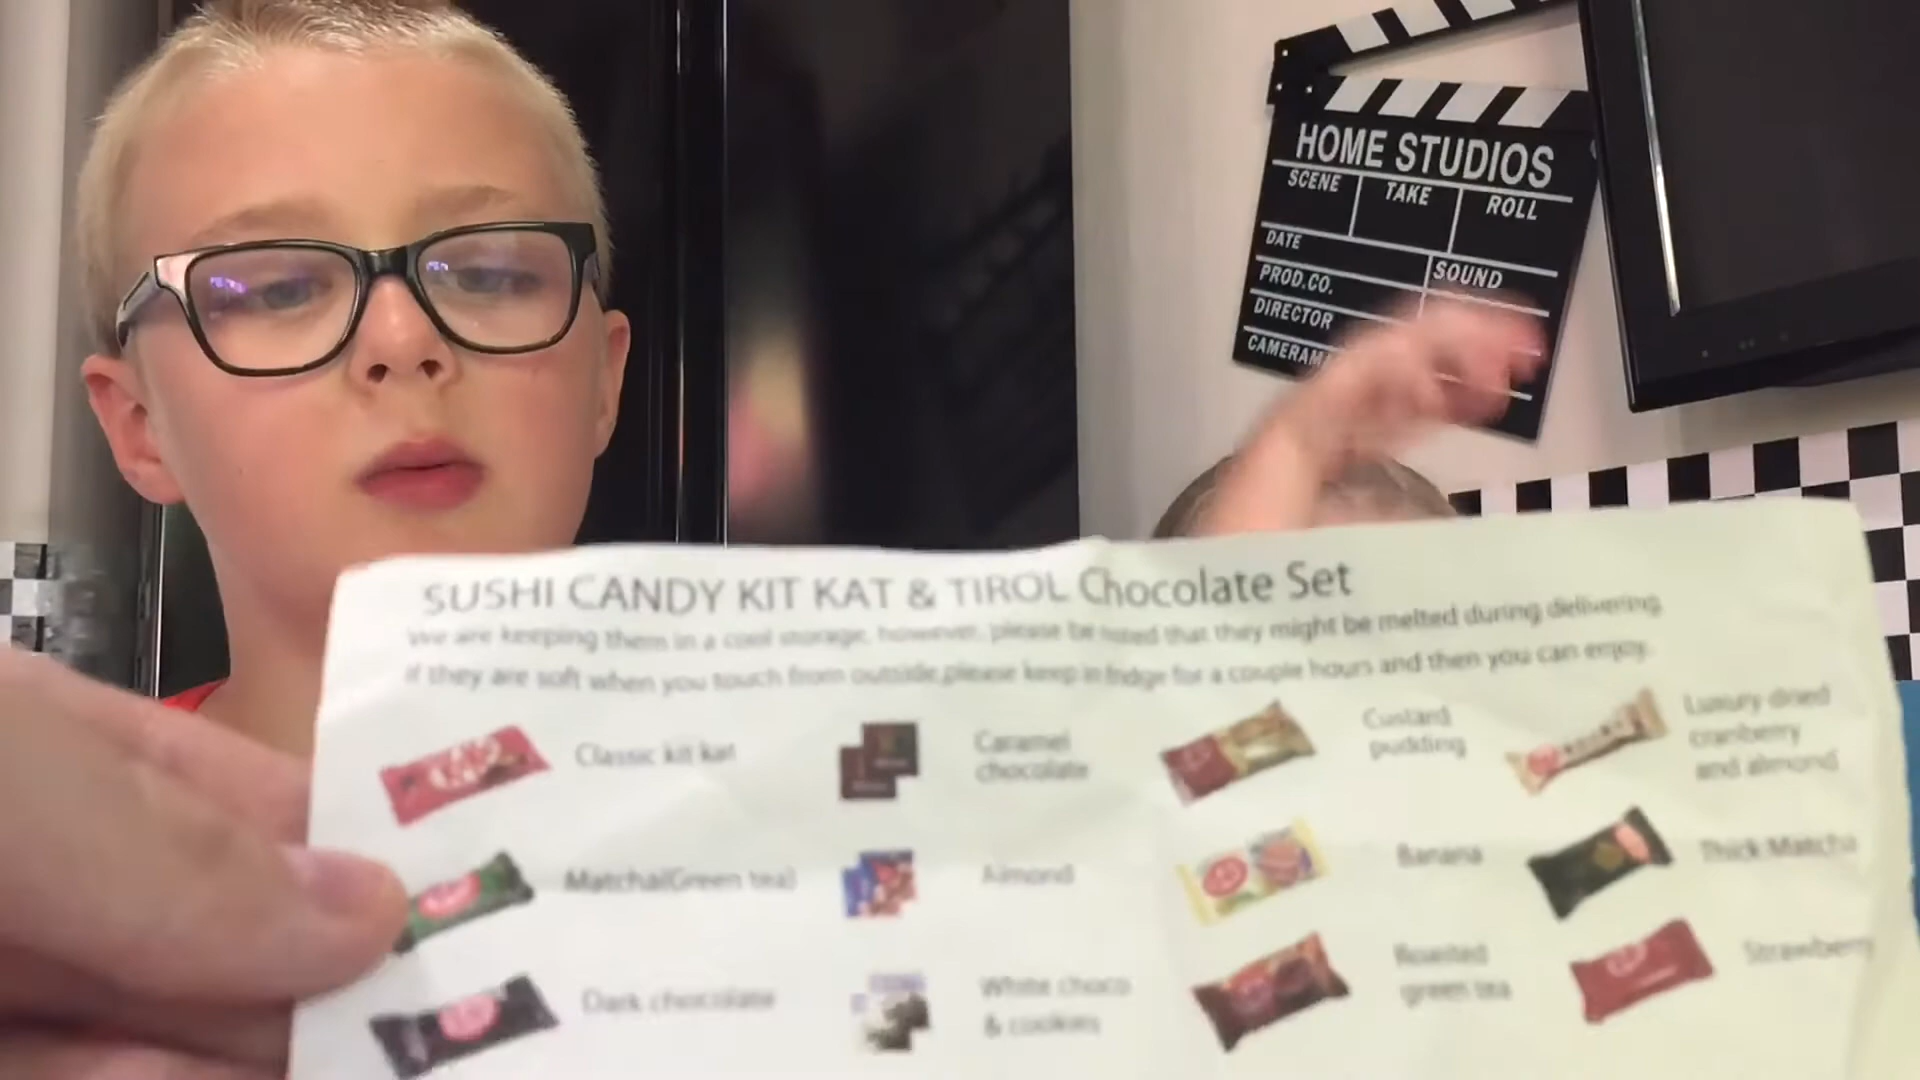 HOME STUDIOS
SCENE TAKE ROLL
DATE
SOUND
PROD.CO.
DIRECTOR
CAMERAM
SUSHI CANDY KIT KAT & TIROL Chocolate Set
We are keeping them in a cool storage, however, please be noted that they might be melted during delivering.
If they are soft when you touch from outside,please keep in fridge for a couple hours and then you can enjoy.
Classic kit kat
Caramel
chocolate
Custard
pudding
Luxury dried
cranberry
and almond
Matcha(Green tea)
Almond
Banana
Thick Matcha
Dark chocolate
White choco
& cookies
Roasted
green tea
Strawberry